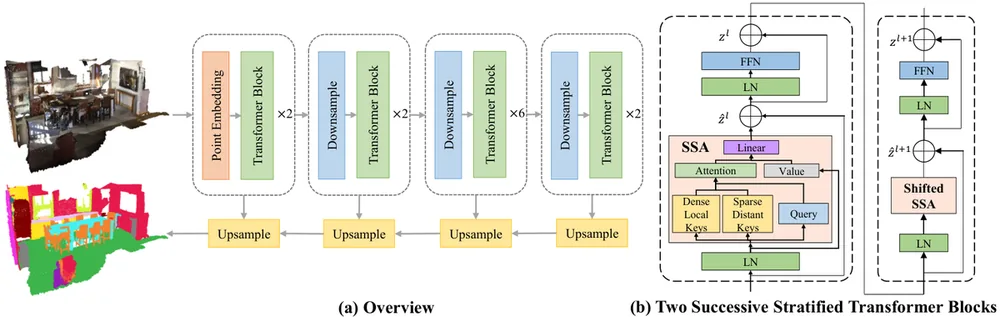 Point Embedding
Transformer Block
×2
Downsample
Transformer Block
×2
Downsample
Transformer Block
×6
Downsample
Transformer Block
×2
Upsample
Upsample
Upsample
Upsample
(a) Overview
z^l
FFN
LN
ẑ^l
SSA
Linear
Attention
Value
Dense
Local
Keys
Sparse
Distant
Keys
Query
LN
z^{l+1}
FFN
LN
ẑ^{l+1}
Shifted
SSA
LN
(b) Two Successive Stratified Transformer Blocks